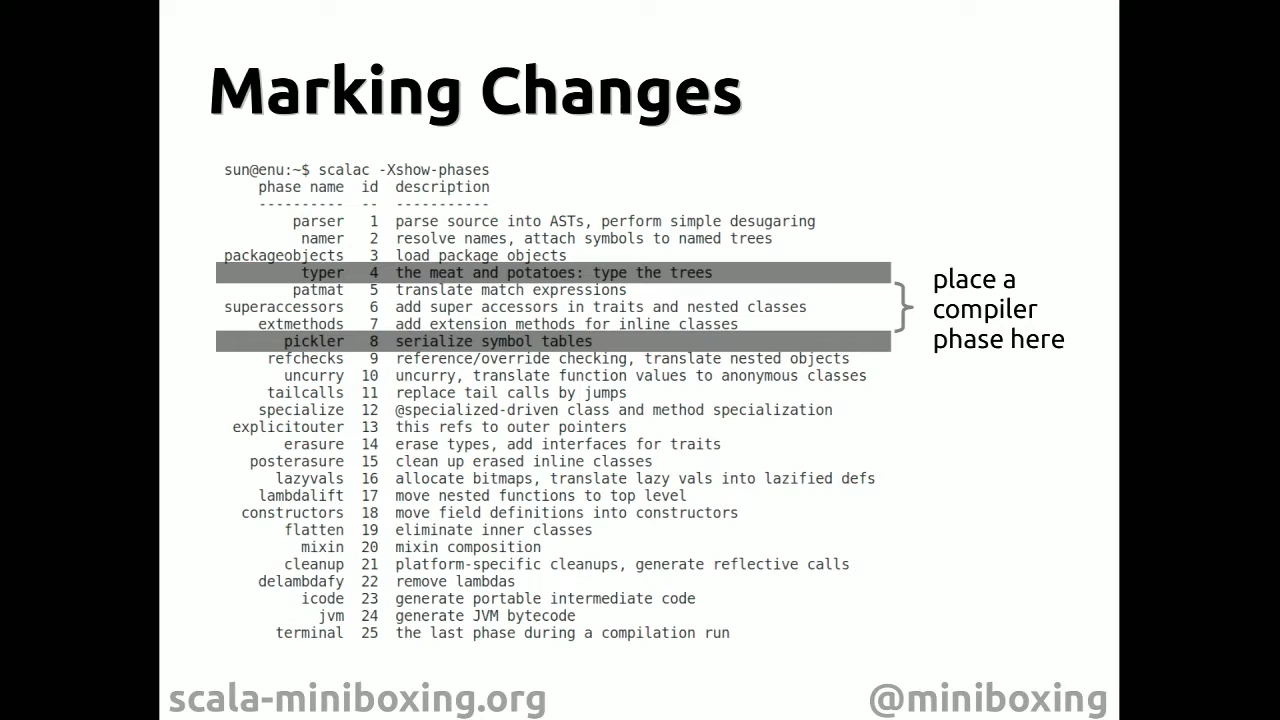 Marking Changes
sun@enu:~$ scalac -Xshow-phases
phase name  id  description
----------  --  -----------
parser   1  parse source into ASTs, perform simple desugaring
namer   2  resolve names, attach symbols to named trees
packageobjects   3  load package objects
typer   4  the meat and potatoes: type the trees
patmat   5  translate match expressions
superaccessors   6  add super accessors in traits and nested classes
extmethods   7  add extension methods for inline classes
pickler   8  serialize symbol tables
refchecks   9  reference/override checking, translate nested objects
uncurry  10  uncurry, translate function values to anonymous classes
tailcalls  11  replace tail calls by jumps
specialize  12  @specialized-driven class and method specialization
explicitouter  13  this refs to outer pointers
erasure  14  erase types, add interfaces for traits
posterasure  15  clean up erased inline classes
lazyvals  16  allocate bitmaps, translate lazy vals into lazified defs
lambdalift  17  move nested functions to top level
constructors  18  move field definitions into constructors
flatten  19  eliminate inner classes
mixin  20  mixin composition
cleanup  21  platform-specific cleanups, generate reflective calls
delambdafy  22  remove lambdas
icode  23  generate portable intermediate code
jvm  24  generate JVM bytecode
terminal  25  the last phase during a compilation run
place a
compiler
phase here
scala-miniboxing.org
@miniboxing